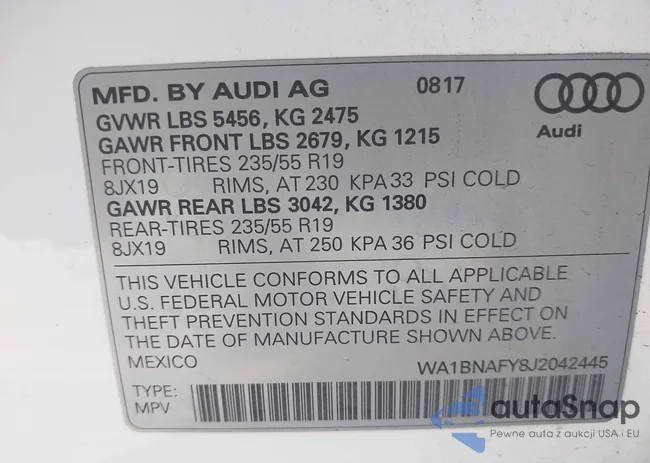 MFD. BY AUDI AG 0817
GVWR LBS 5456, KG 2475
GAWR FRONT LBS 2679, KG 1215
Audi
FRONT-TIRES 235/55 R19
8JX19 RIMS, AT 230 KPA 33 PSI COLD
GAWR REAR LBS 3042, KG 1380
REAR-TIRES 235/55 R19
8JX19 RIMS, AT 250 KPA 36 PSI COLD
THIS VEHICLE CONFORMS TO ALL APPLICABLE
U.S. FEDERAL MOTOR VEHICLE SAFETY AND
THEFT PREVENTION STANDARDS IN EFFECT ON
THE DATE OF MANUFACTURE SHOWN ABOVE.
MEXICO WA1BNAFY8J2042445
TYPE:
MPV
autoSnap
Pewne auta z aukcji USA i EU